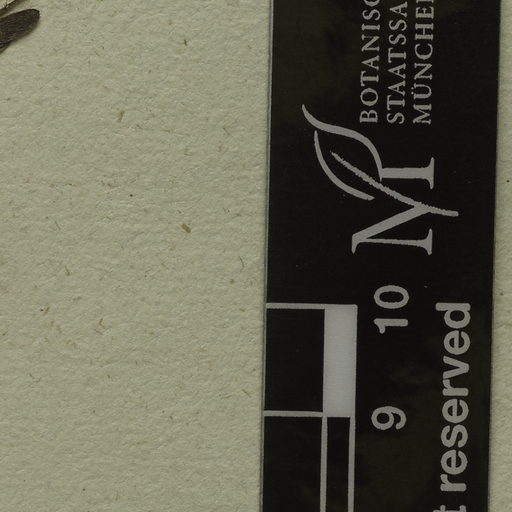 BOTANISC
STAATSSA
MÜNCHE
M
9 10
t reserved